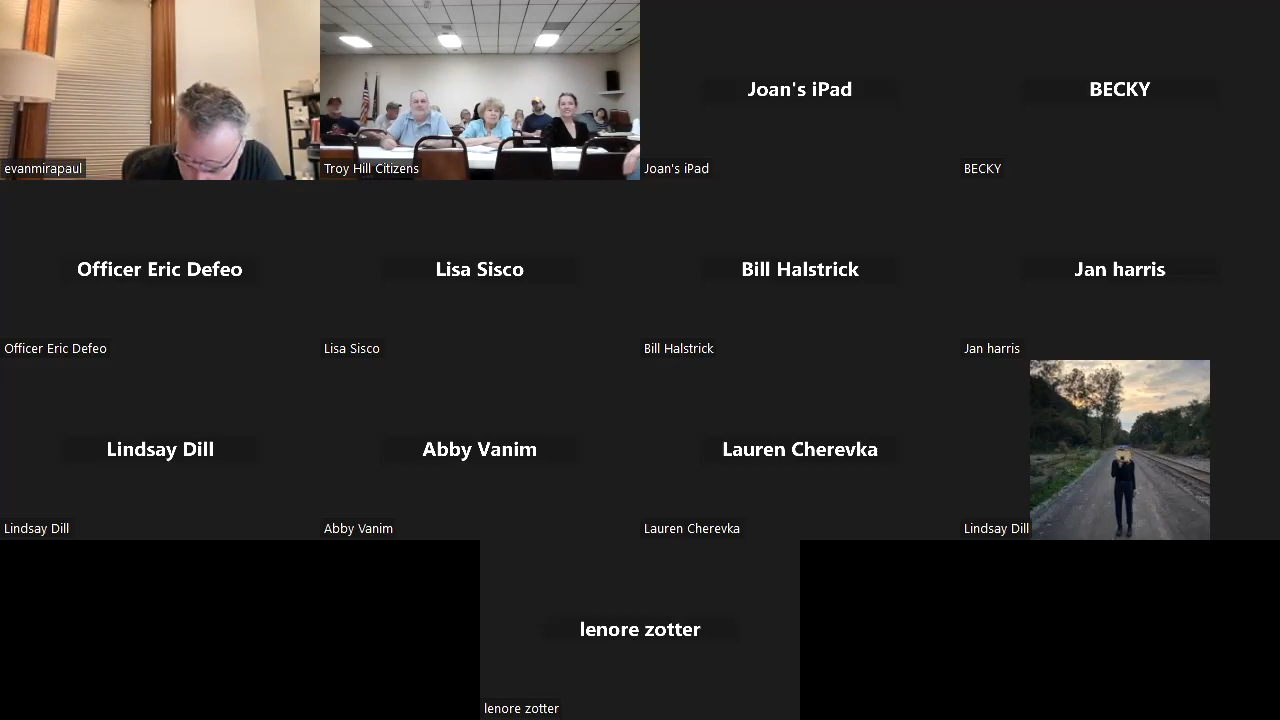 Joan's iPad
BECKY
evanmirapaul
Troy Hill Citizens
Joan's iPad
BECKY
Officer Eric Defeo
Lisa Sisco
Bill Halstrick
Jan harris
Officer Eric Defeo
Lisa Sisco
Bill Halstrick
Jan harris
Lindsay Dill
Abby Vanim
Lauren Cherevka
Lindsay Dill
Abby Vanim
Lauren Cherevka
Lindsay Dill
lenore zotter
lenore zotter